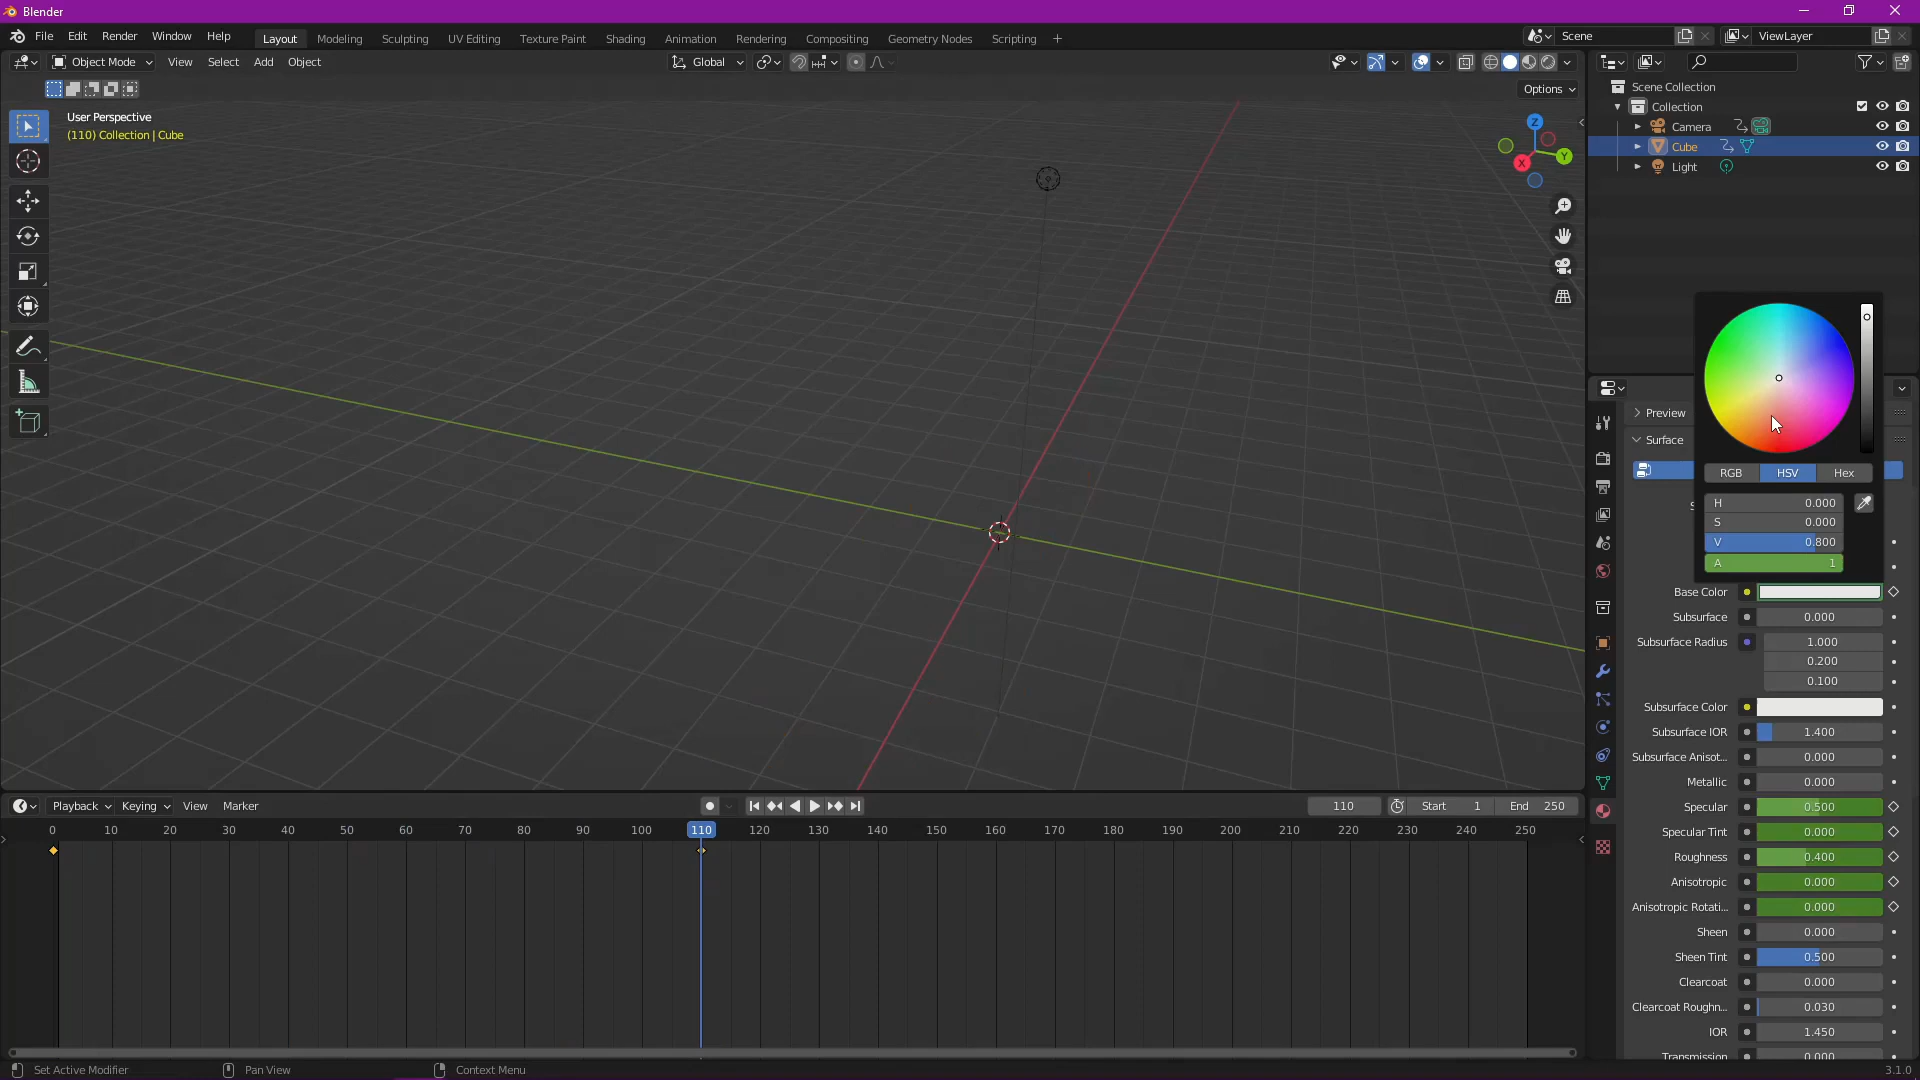 Blender
File Edit Render Window Help Layout Modeling Sculpting UV Editing Texture Paint Shading Animation Rendering Compositing Geometry Nodes Scripting + Scene ViewLayer
Object Mode View Select Add Object Global
Options
User Perspective
(110) Collection | Cube
Z
Y
X
Scene Collection
Collection
Camera
Cube
Light
Preview
Surface
RGB HSV Hex
S
H 0.000
S 0.000
V 0.800
A 1
Base Color
Subsurface 0.000
Subsurface Radius 1.000
0.200
0.100
Subsurface Color
Subsurface IOR 1.400
Subsurface Anisot... 0.000
Metallic 0.000
Specular 0.500
Specular Tint 0.000
Roughness 0.400
Anisotropic 0.000
Anisotropic Rotati... 0.000
Sheen 0.000
Sheen Tint 0.500
Clearcoat 0.000
Clearcoat Roughn... 0.030
IOR 1.450
Transmission 0.000
Playback Keying View Marker 110 Start 1 End 250
0 10 20 30 40 50 60 70 80 90 100 110 120 130 140 150 160 170 180 190 200 210 220 230 240 250
Set Active Modifier Pan View Context Menu 3.1.0